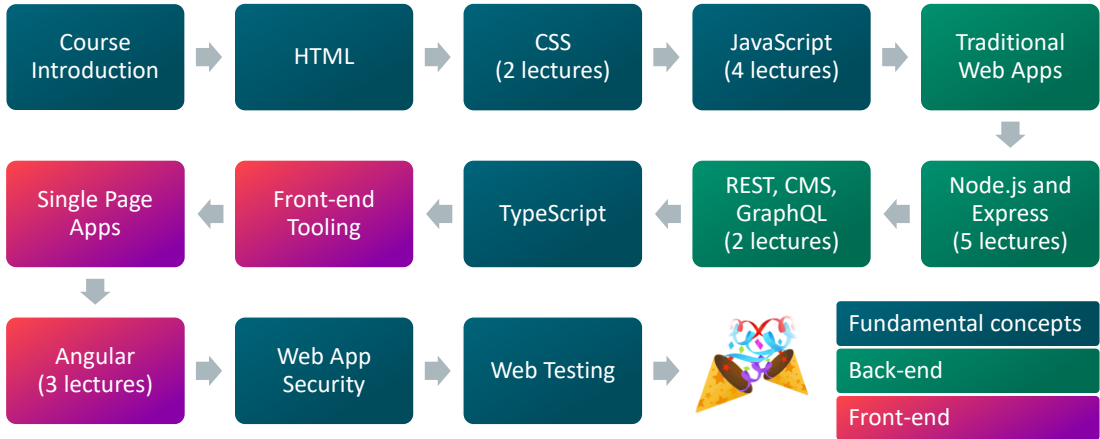 Course
Introduction
HTML
CSS
(2 lectures)
JavaScript
(4 lectures)
Traditional
Web Apps
Node.js and
Express
(5 lectures)
REST, CMS,
GraphQL
(2 lectures)
TypeScript
Front-end
Tooling
Single Page
Apps
Angular
(3 lectures)
Web App
Security
Web Testing
Fundamental concepts
Back-end
Front-end